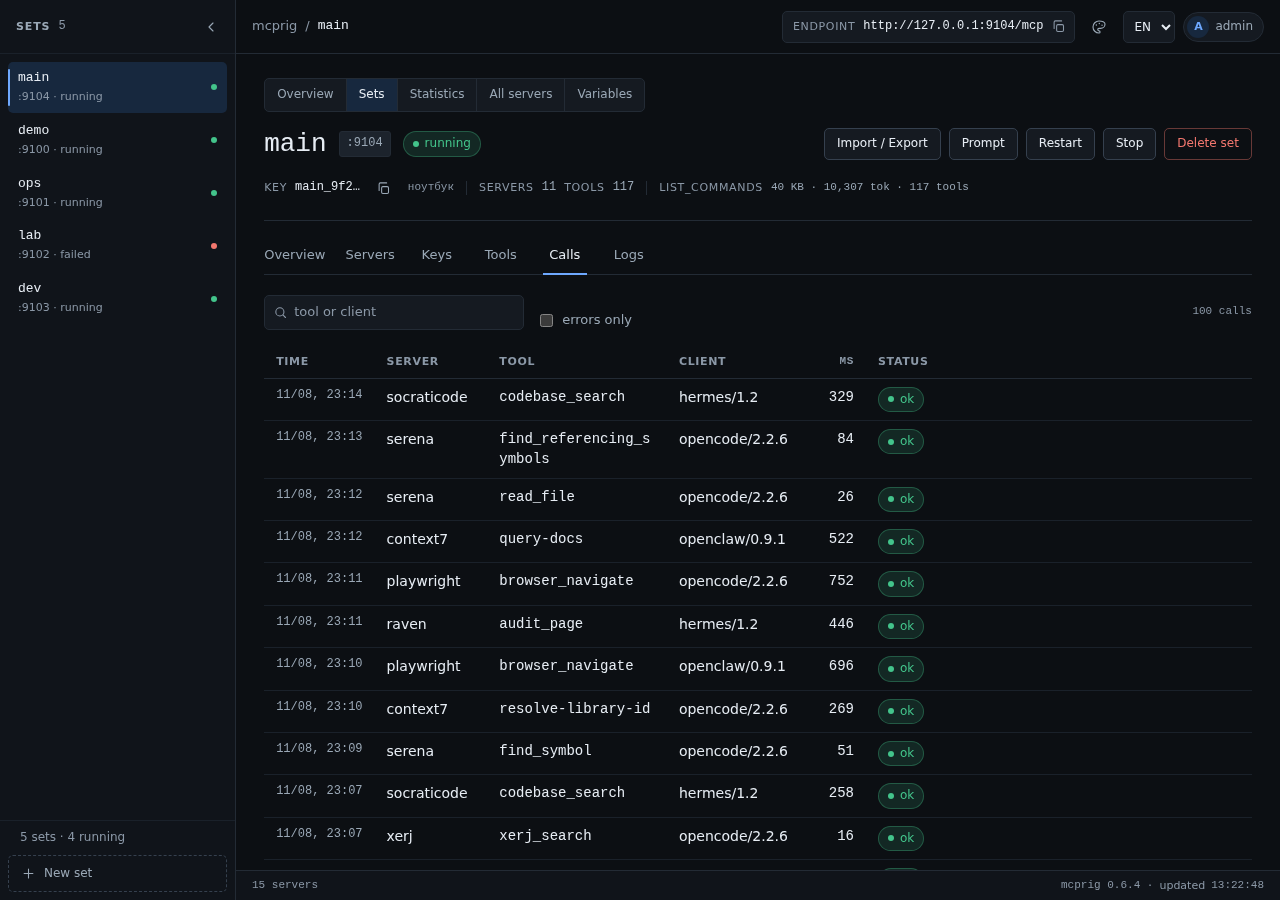 SETS 5
mcprig / main
ENDPOINT http://127.0.0.1:9104/mcp
EN
A admin
main
:9104 · running
demo
:9100 · running
ops
:9101 · running
lab
:9102 · failed
dev
:9103 · running
5 sets · 4 running
New set
Overview Sets Statistics All servers Variables
main :9104 running
Import / Export Prompt Restart Stop Delete set
KEY main_9f2… ноутбук SERVERS 11 TOOLS 117 LIST_COMMANDS 40 KB · 10,307 tok · 117 tools
Overview Servers Keys Tools Calls Logs
tool or client errors only 100 calls
TIME SERVER TOOL CLIENT MS STATUS
11/08, 23:14 socraticode codebase_search hermes/1.2 329 ok
11/08, 23:13 serena find_referencing_s opencode/2.2.6 84 ok
ymbols
11/08, 23:12 serena read_file opencode/2.2.6 26 ok
11/08, 23:12 context7 query-docs openclaw/0.9.1 522 ok
11/08, 23:11 playwright browser_navigate opencode/2.2.6 752 ok
11/08, 23:11 raven audit_page hermes/1.2 446 ok
11/08, 23:10 playwright browser_navigate openclaw/0.9.1 696 ok
11/08, 23:10 context7 resolve-library-id opencode/2.2.6 269 ok
11/08, 23:09 serena find_symbol opencode/2.2.6 51 ok
11/08, 23:07 socraticode codebase_search hermes/1.2 258 ok
11/08, 23:07 xerj xerj_search opencode/2.2.6 16 ok
15 servers
mcprig 0.6.4 · updated 13:22:48